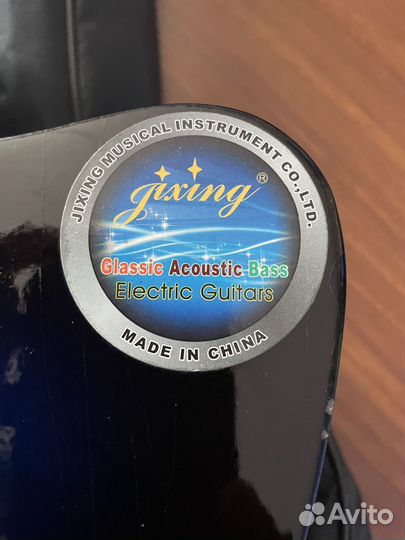 JIXING MUSICAL INSTRUMENT CO.,LTD.
jixing ®
Glassic Acoustic Bass
Electric Guitars
MADE IN CHINA
Avito